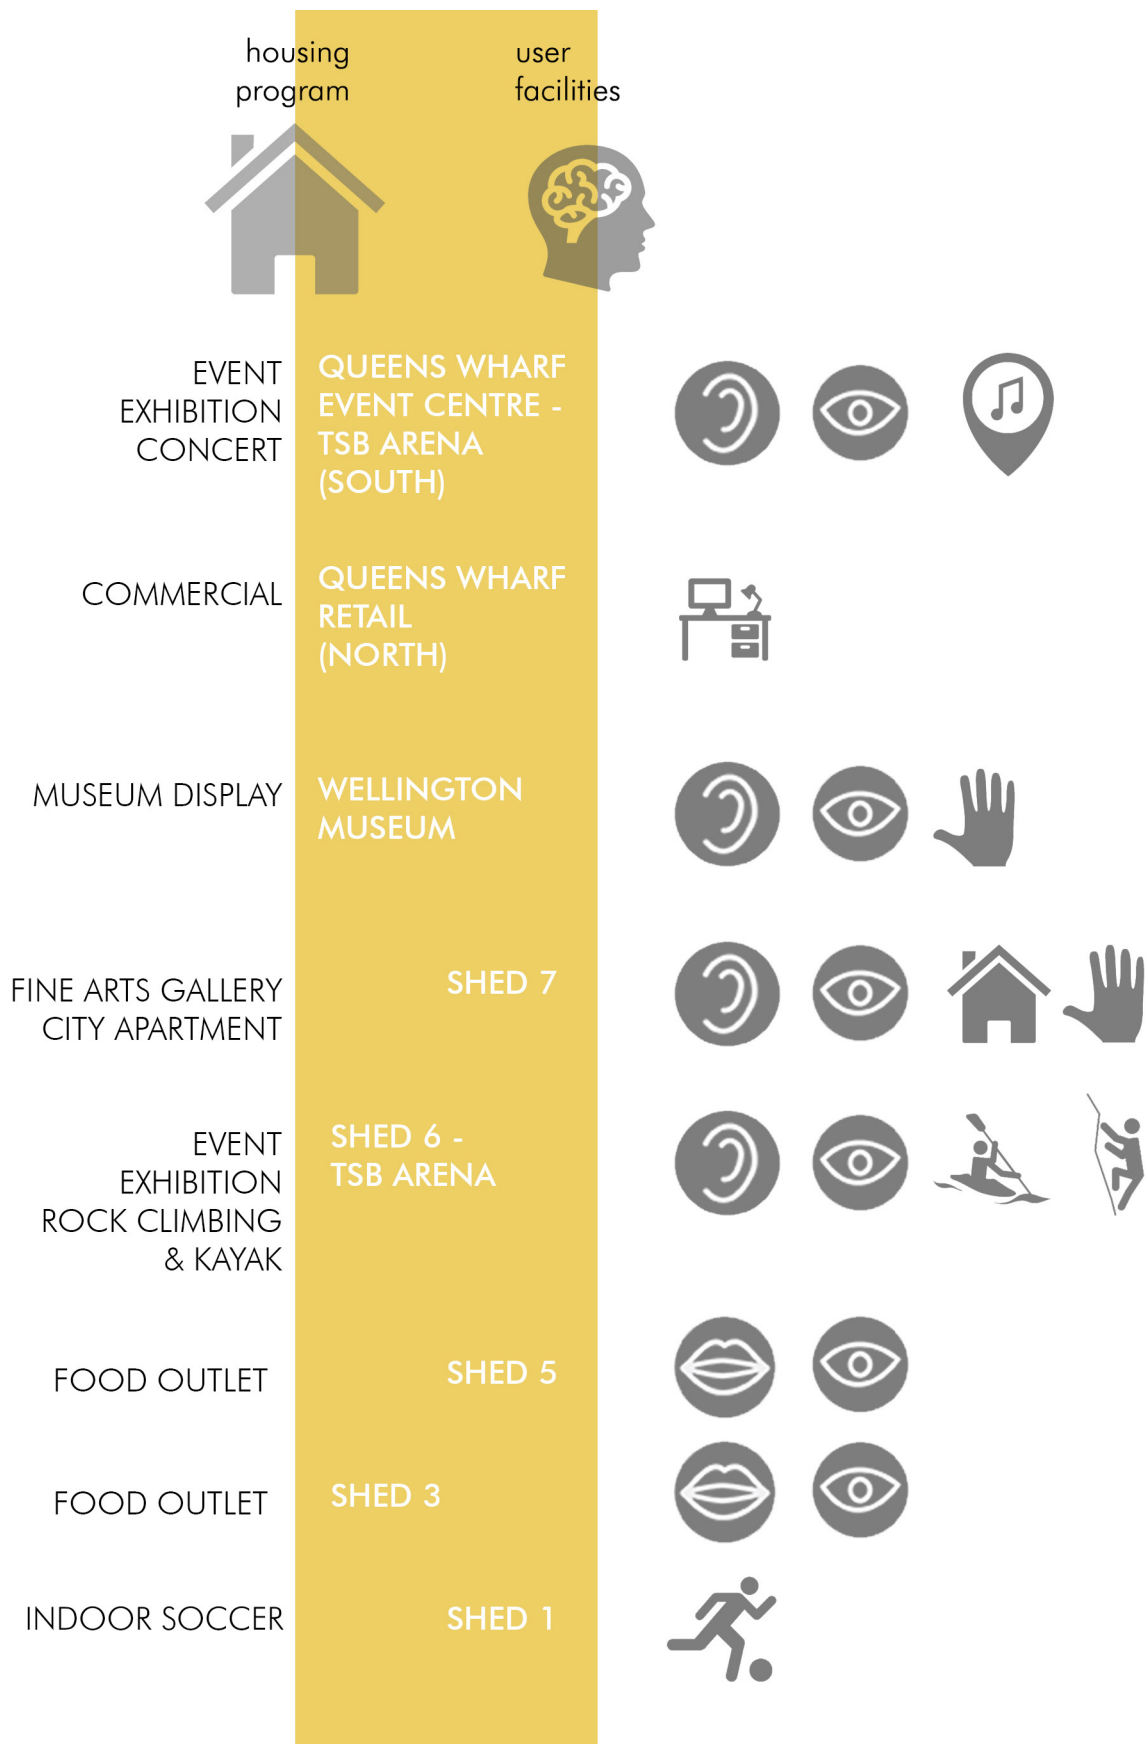 housing
program
user
facilities
EVENT
EXHIBITION
CONCERT
QUEENS WHARF
EVENT CENTRE -
TSB ARENA
(SOUTH)
COMMERCIAL
QUEENS WHARF
RETAIL
(NORTH)
MUSEUM DISPLAY
WELLINGTON
MUSEUM
FINE ARTS GALLERY
CITY APARTMENT
SHED 7
EVENT
EXHIBITION
ROCK CLIMBING
& KAYAK
SHED 6 -
TSB ARENA
FOOD OUTLET
SHED 5
FOOD OUTLET
SHED 3
INDOOR SOCCER
SHED 1